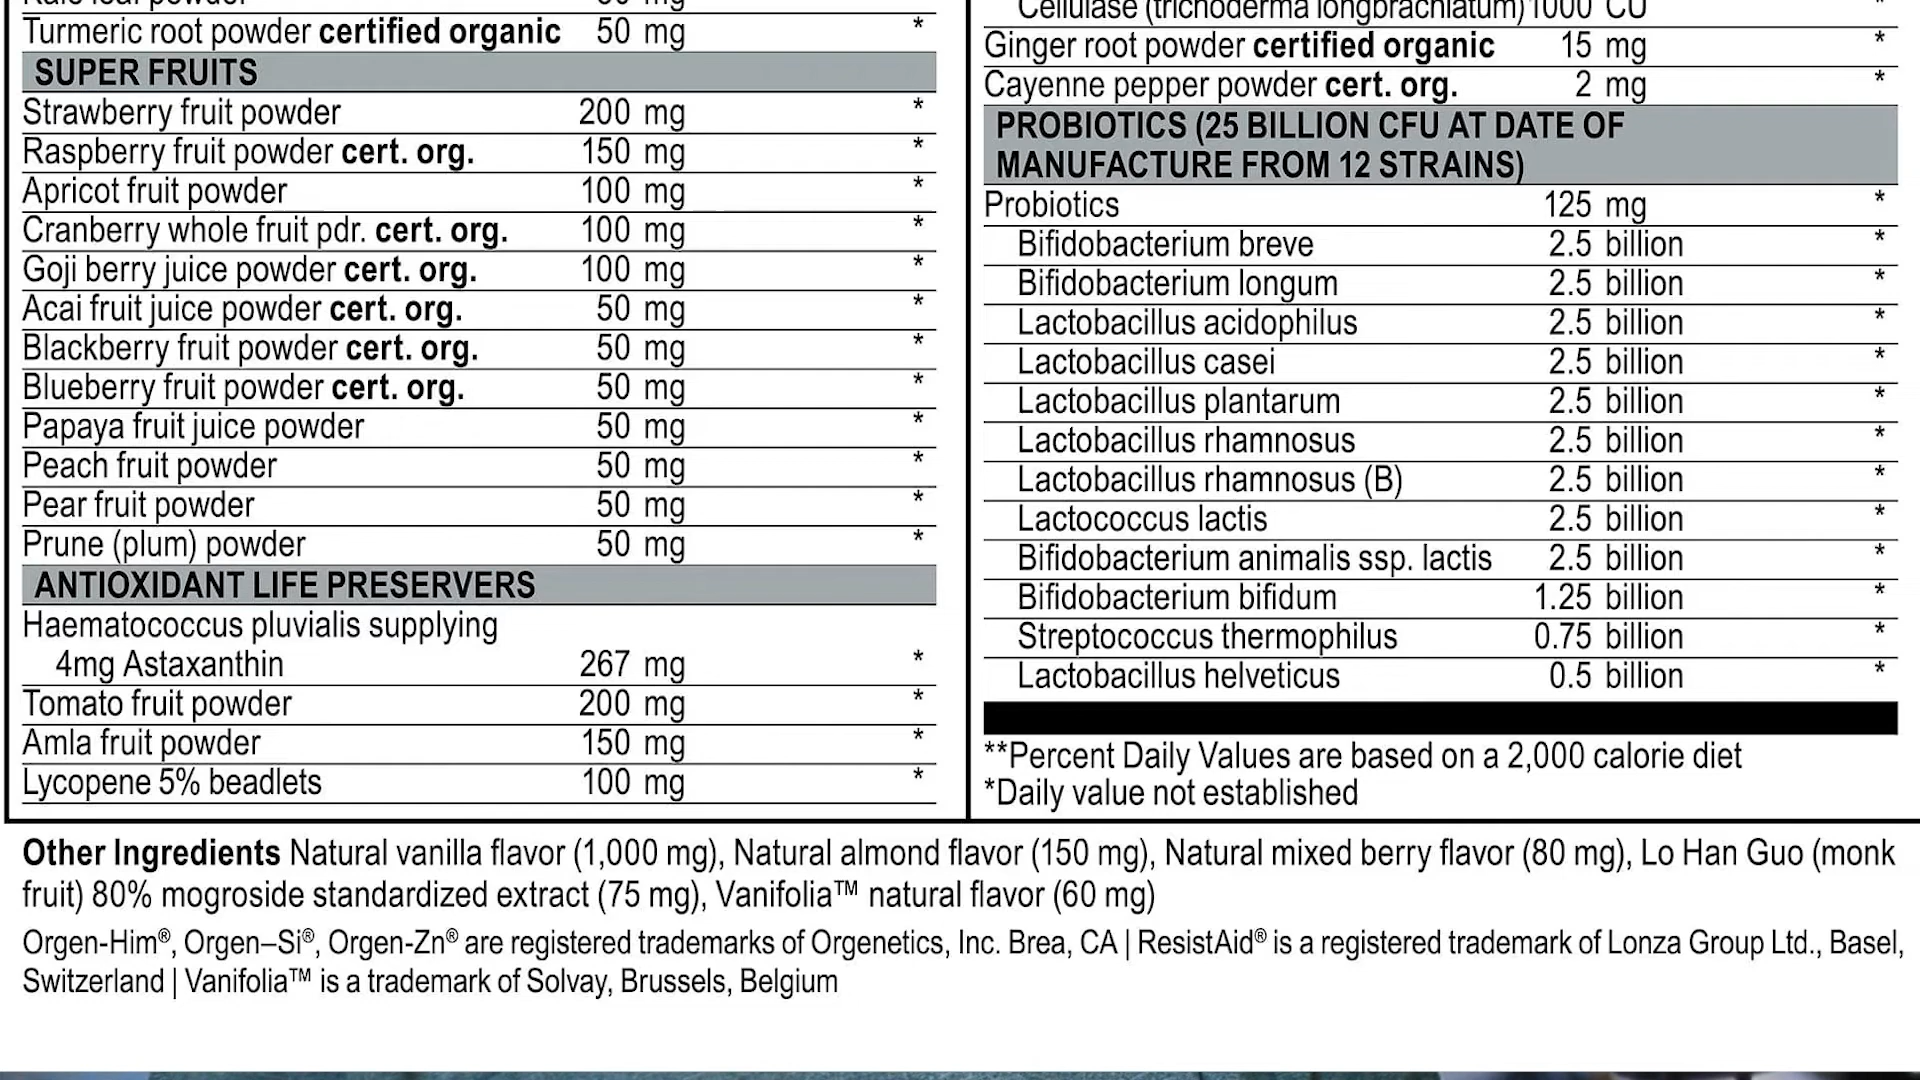 Kale leaf powder 50 mg
Turmeric root powder certified organic 50 mg *
SUPER FRUITS
Strawberry fruit powder 200 mg *
Raspberry fruit powder cert. org. 150 mg *
Apricot fruit powder 100 mg *
Cranberry whole fruit pdr. cert. org. 100 mg *
Goji berry juice powder cert. org. 100 mg *
Acai fruit juice powder cert. org. 50 mg *
Blackberry fruit powder cert. org. 50 mg *
Blueberry fruit powder cert. org. 50 mg *
Papaya fruit juice powder 50 mg *
Peach fruit powder 50 mg *
Pear fruit powder 50 mg *
Prune (plum) powder 50 mg *
ANTIOXIDANT LIFE PRESERVERS
Haematococcus pluvialis supplying
4mg Astaxanthin 267 mg *
Tomato fruit powder 200 mg *
Amla fruit powder 150 mg *
Lycopene 5% beadlets 100 mg *
Cellulase (trichoderma longbrachiatum) 1000 CU *
Ginger root powder certified organic 15 mg *
Cayenne pepper powder cert. org. 2 mg *
PROBIOTICS (25 BILLION CFU AT DATE OF
MANUFACTURE FROM 12 STRAINS)
Probiotics 125 mg *
Bifidobacterium breve 2.5 billion *
Bifidobacterium longum 2.5 billion *
Lactobacillus acidophilus 2.5 billion *
Lactobacillus casei 2.5 billion *
Lactobacillus plantarum 2.5 billion *
Lactobacillus rhamnosus 2.5 billion *
Lactobacillus rhamnosus (B) 2.5 billion *
Lactococcus lactis 2.5 billion *
Bifidobacterium animalis ssp. lactis 2.5 billion *
Bifidobacterium bifidum 1.25 billion *
Streptococcus thermophilus 0.75 billion *
Lactobacillus helveticus 0.5 billion *
**Percent Daily Values are based on a 2,000 calorie diet
*Daily value not established
Other Ingredients Natural vanilla flavor (1,000 mg), Natural almond flavor (150 mg), Natural mixed berry flavor (80 mg), Lo Han Guo (monk
fruit) 80% mogroside standardized extract (75 mg), Vanifolia™ natural flavor (60 mg)
Orgen-Him®, Orgen–Si®, Orgen-Zn® are registered trademarks of Orgenetics, Inc. Brea, CA | ResistAid® is a registered trademark of Lonza Group Ltd., Basel,
Switzerland | Vanifolia™ is a trademark of Solvay, Brussels, Belgium